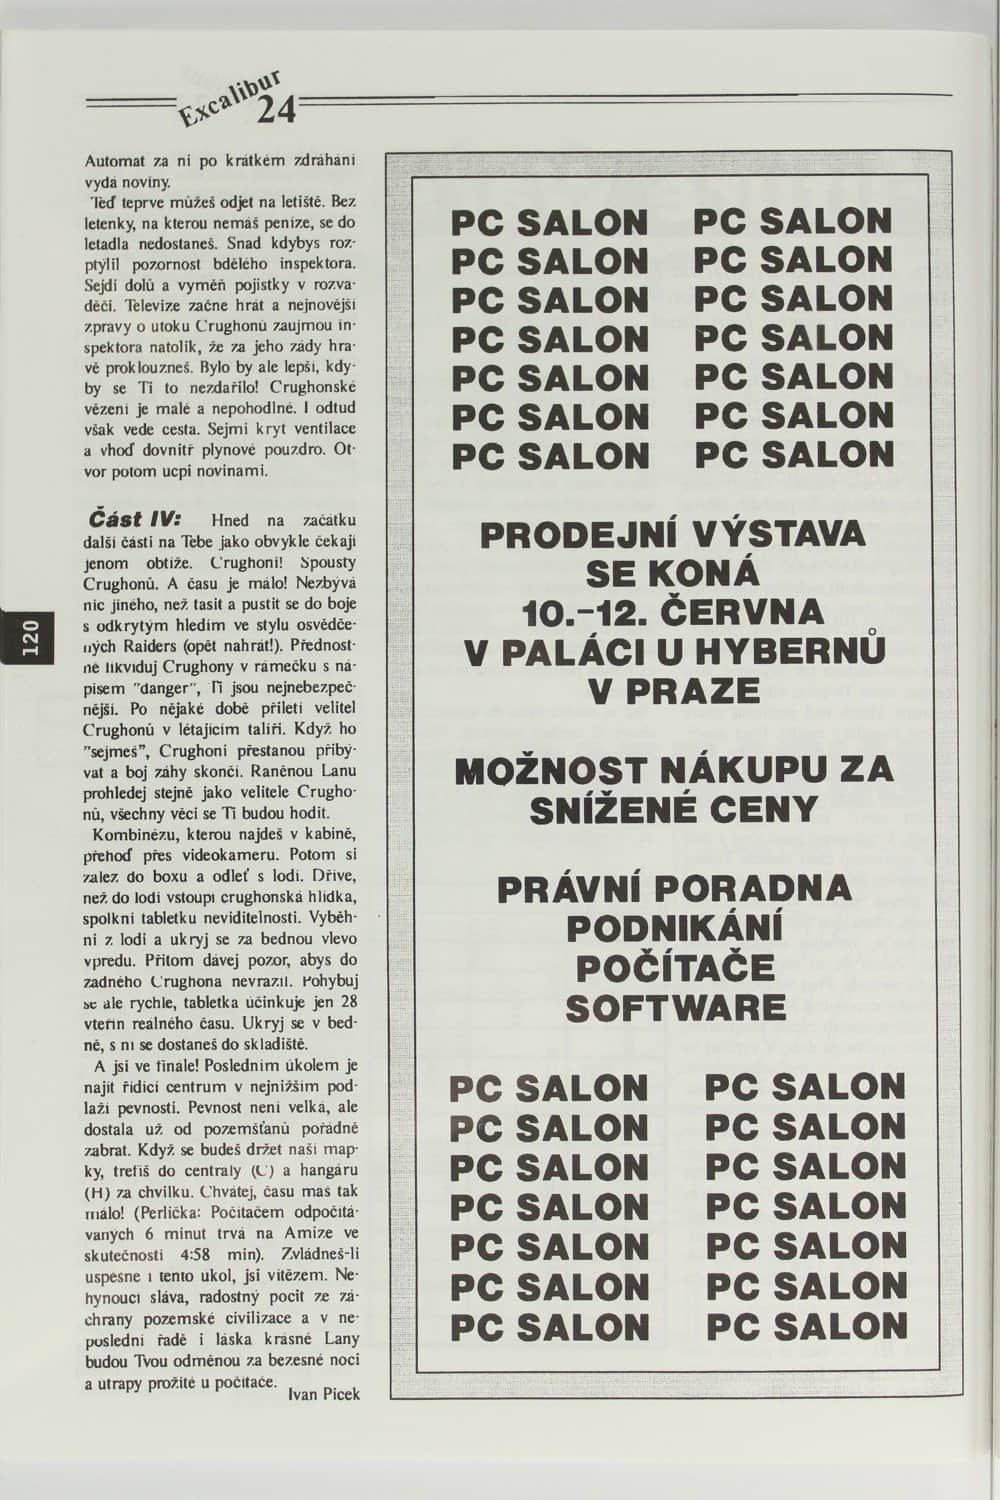 Excalibur
24
Automat za ni po krátkém zdráhání
vydá noviny.
Teď teprve můžeš odjet na letiště. Bez
letenky, na kterou nemáš peníze, se do
letadla nedostaneš. Snad kdybys roz-
ptýlil pozornost bdělého inspektora.
Sejdi dolů a vyměň pojistky v rozva-
děči. Televize začne hrát a nejnovější
zprávy o útoku Crughonů zaujmou in-
spektora natolik, že za jeho zády hra-
vě proklouzneš. Bylo by ale lepší, kdy-
by se Ti to nezdařilo! Crughonské
vězení je malé a nepohodlné. I odtud
však vede cesta. Sejmi kryt ventilace
a vhoď dovnitř plynové pouzdro. Ot-
vor potom ucpi novinami.
Část IV: Hned na začátku
další části na Tebe jako obvykle čekají
jenom obtíže. Crughoni! Spousty
Crughonů. A času je málo! Nezbývá
nic jiného, než tasit a pustit se do boje
s odkrytým hledím ve stylu osvědče-
ných Raiders (opět nahrát!). Přednost-
ně likviduj Crughony v rámečku s ná-
pisem "danger", Ti jsou nejnebezpeč-
nější. Po nějaké době přiletí velitel
Crughonů v létajícím talíři. Když ho
"sejmeš", Crughoni přestanou přibý-
vat a boj záhy skončí. Raněnou Lanu
prohledej stejně jako velitele Crugho-
nů, všechny věci se Ti budou hodit.
Kombinézu, kterou najdeš v kabině,
přehoď přes videokameru. Potom si
zalez do boxu a odleť s lodí. Dříve,
než do lodi vstoupí crughonská hlídka,
spolkni tabletku neviditelnosti. Vyběh-
ni z lodi a ukryj se za bednou vlevo
vpředu. Přitom dávej pozor, abys do
žádného Crughona nevrazil. Pohybuj
se ale rychle, tabletka účinkuje jen 28
vteřin reálného času. Ukryj se v bed-
ně, s ní se dostaneš do skladiště.
A jsi ve finále! Posledním úkolem je
najít řídící centrum v nejnižším pod-
laží pevnosti. Pevnost není velká, ale
dostala už od pozemšťanů pořádně
zabrat. Když se budeš držet naší map-
ky, trefíš do centrály (C) a hangáru
(H) za chvilku. Chvátej, času máš tak
málo! (Perlička: Počítačem odpočítá-
vaných 6 minut trvá na Amize ve
skutečnosti 4:58 min). Zvládneš-li
úspěšně i tento úkol, jsi vítězem. Ne-
hynoucí sláva, radostný pocit ze zá-
chrany pozemské civilizace a v ne-
poslední řadě i láska krásné Lany
budou Tvou odměnou za bezesné noci
a útrapy prožité u počítače.
Ivan Picek
120
PC SALON PC SALON
PC SALON PC SALON
PC SALON PC SALON
PC SALON PC SALON
PC SALON PC SALON
PC SALON PC SALON
PC SALON PC SALON
PRODEJNÍ VÝSTAVA
SE KONÁ
10.-12. ČERVNA
V PALÁCI U HYBERNŮ
V PRAZE
MOŽNOST NÁKUPU ZA
SNÍŽENÉ CENY
PRÁVNÍ PORADNA
PODNIKÁNÍ
POČÍTAČE
SOFTWARE
PC SALON PC SALON
PC SALON PC SALON
PC SALON PC SALON
PC SALON PC SALON
PC SALON PC SALON
PC SALON PC SALON
PC SALON PC SALON